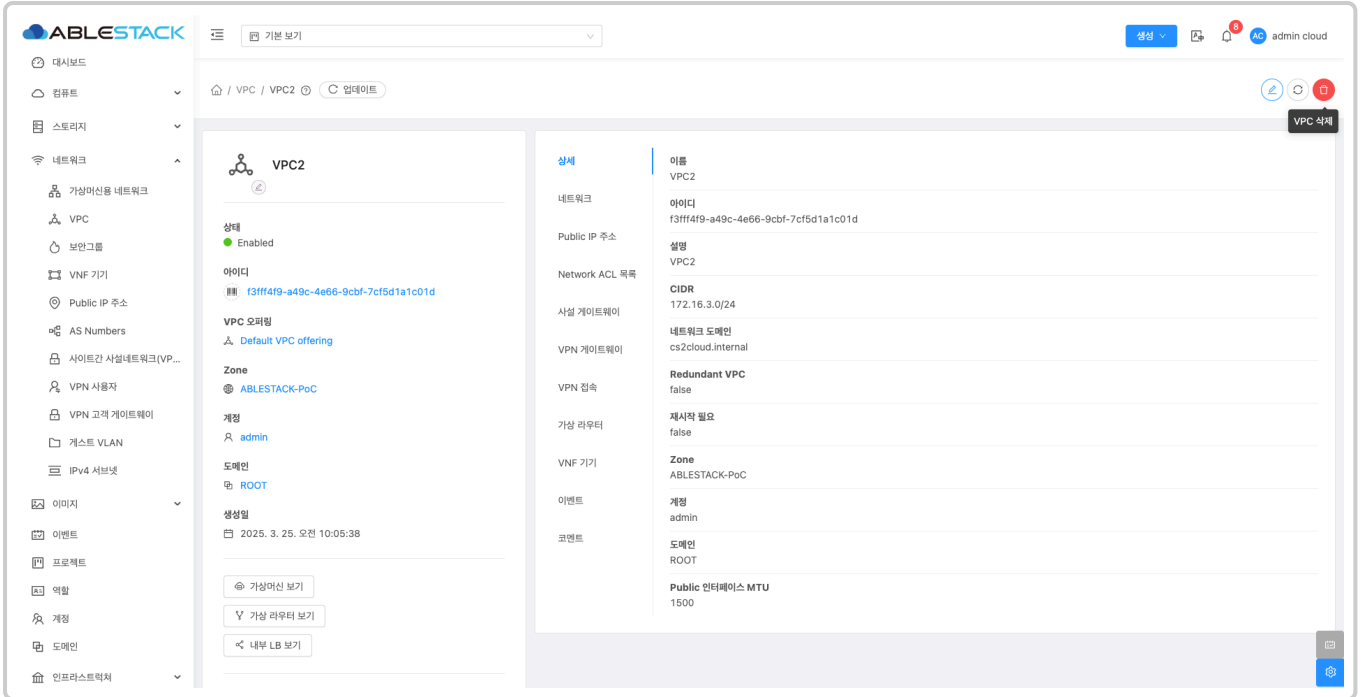 ABLESTACK
기본 보기
생성
8
AC
admin cloud
대시보드
컴퓨트
스토리지
네트워크
가상머신용 네트워크
VPC
보안그룹
VNF 기기
Public IP 주소
AS Numbers
사이트간 사설네트워크(VP...
VPN 사용자
VPN 고객 게이트웨이
게스트 VLAN
IPv4 서브넷
이미지
이벤트
프로젝트
역할
계정
도메인
인프라스트럭쳐
/ VPC / VPC2
업데이트
VPC 삭제
VPC2
상태
Enabled
아이디
f3fff4f9-a49c-4e66-9cbf-7cf5d1a1c01d
VPC 오퍼링
Default VPC offering
Zone
ABLESTACK-PoC
계정
admin
도메인
ROOT
생성일
2025. 3. 25. 오전 10:05:38
가상머신 보기
가상 라우터 보기
내부 LB 보기
상세
네트워크
Public IP 주소
Network ACL 목록
사설 게이트웨이
VPN 게이트웨이
VPN 접속
가상 라우터
VNF 기기
이벤트
코멘트
이름
VPC2
아이디
f3fff4f9-a49c-4e66-9cbf-7cf5d1a1c01d
설명
VPC2
CIDR
172.16.3.0/24
네트워크 도메인
cs2cloud.internal
Redundant VPC
false
재시작 필요
false
Zone
ABLESTACK-PoC
계정
admin
도메인
ROOT
Public 인터페이스 MTU
1500